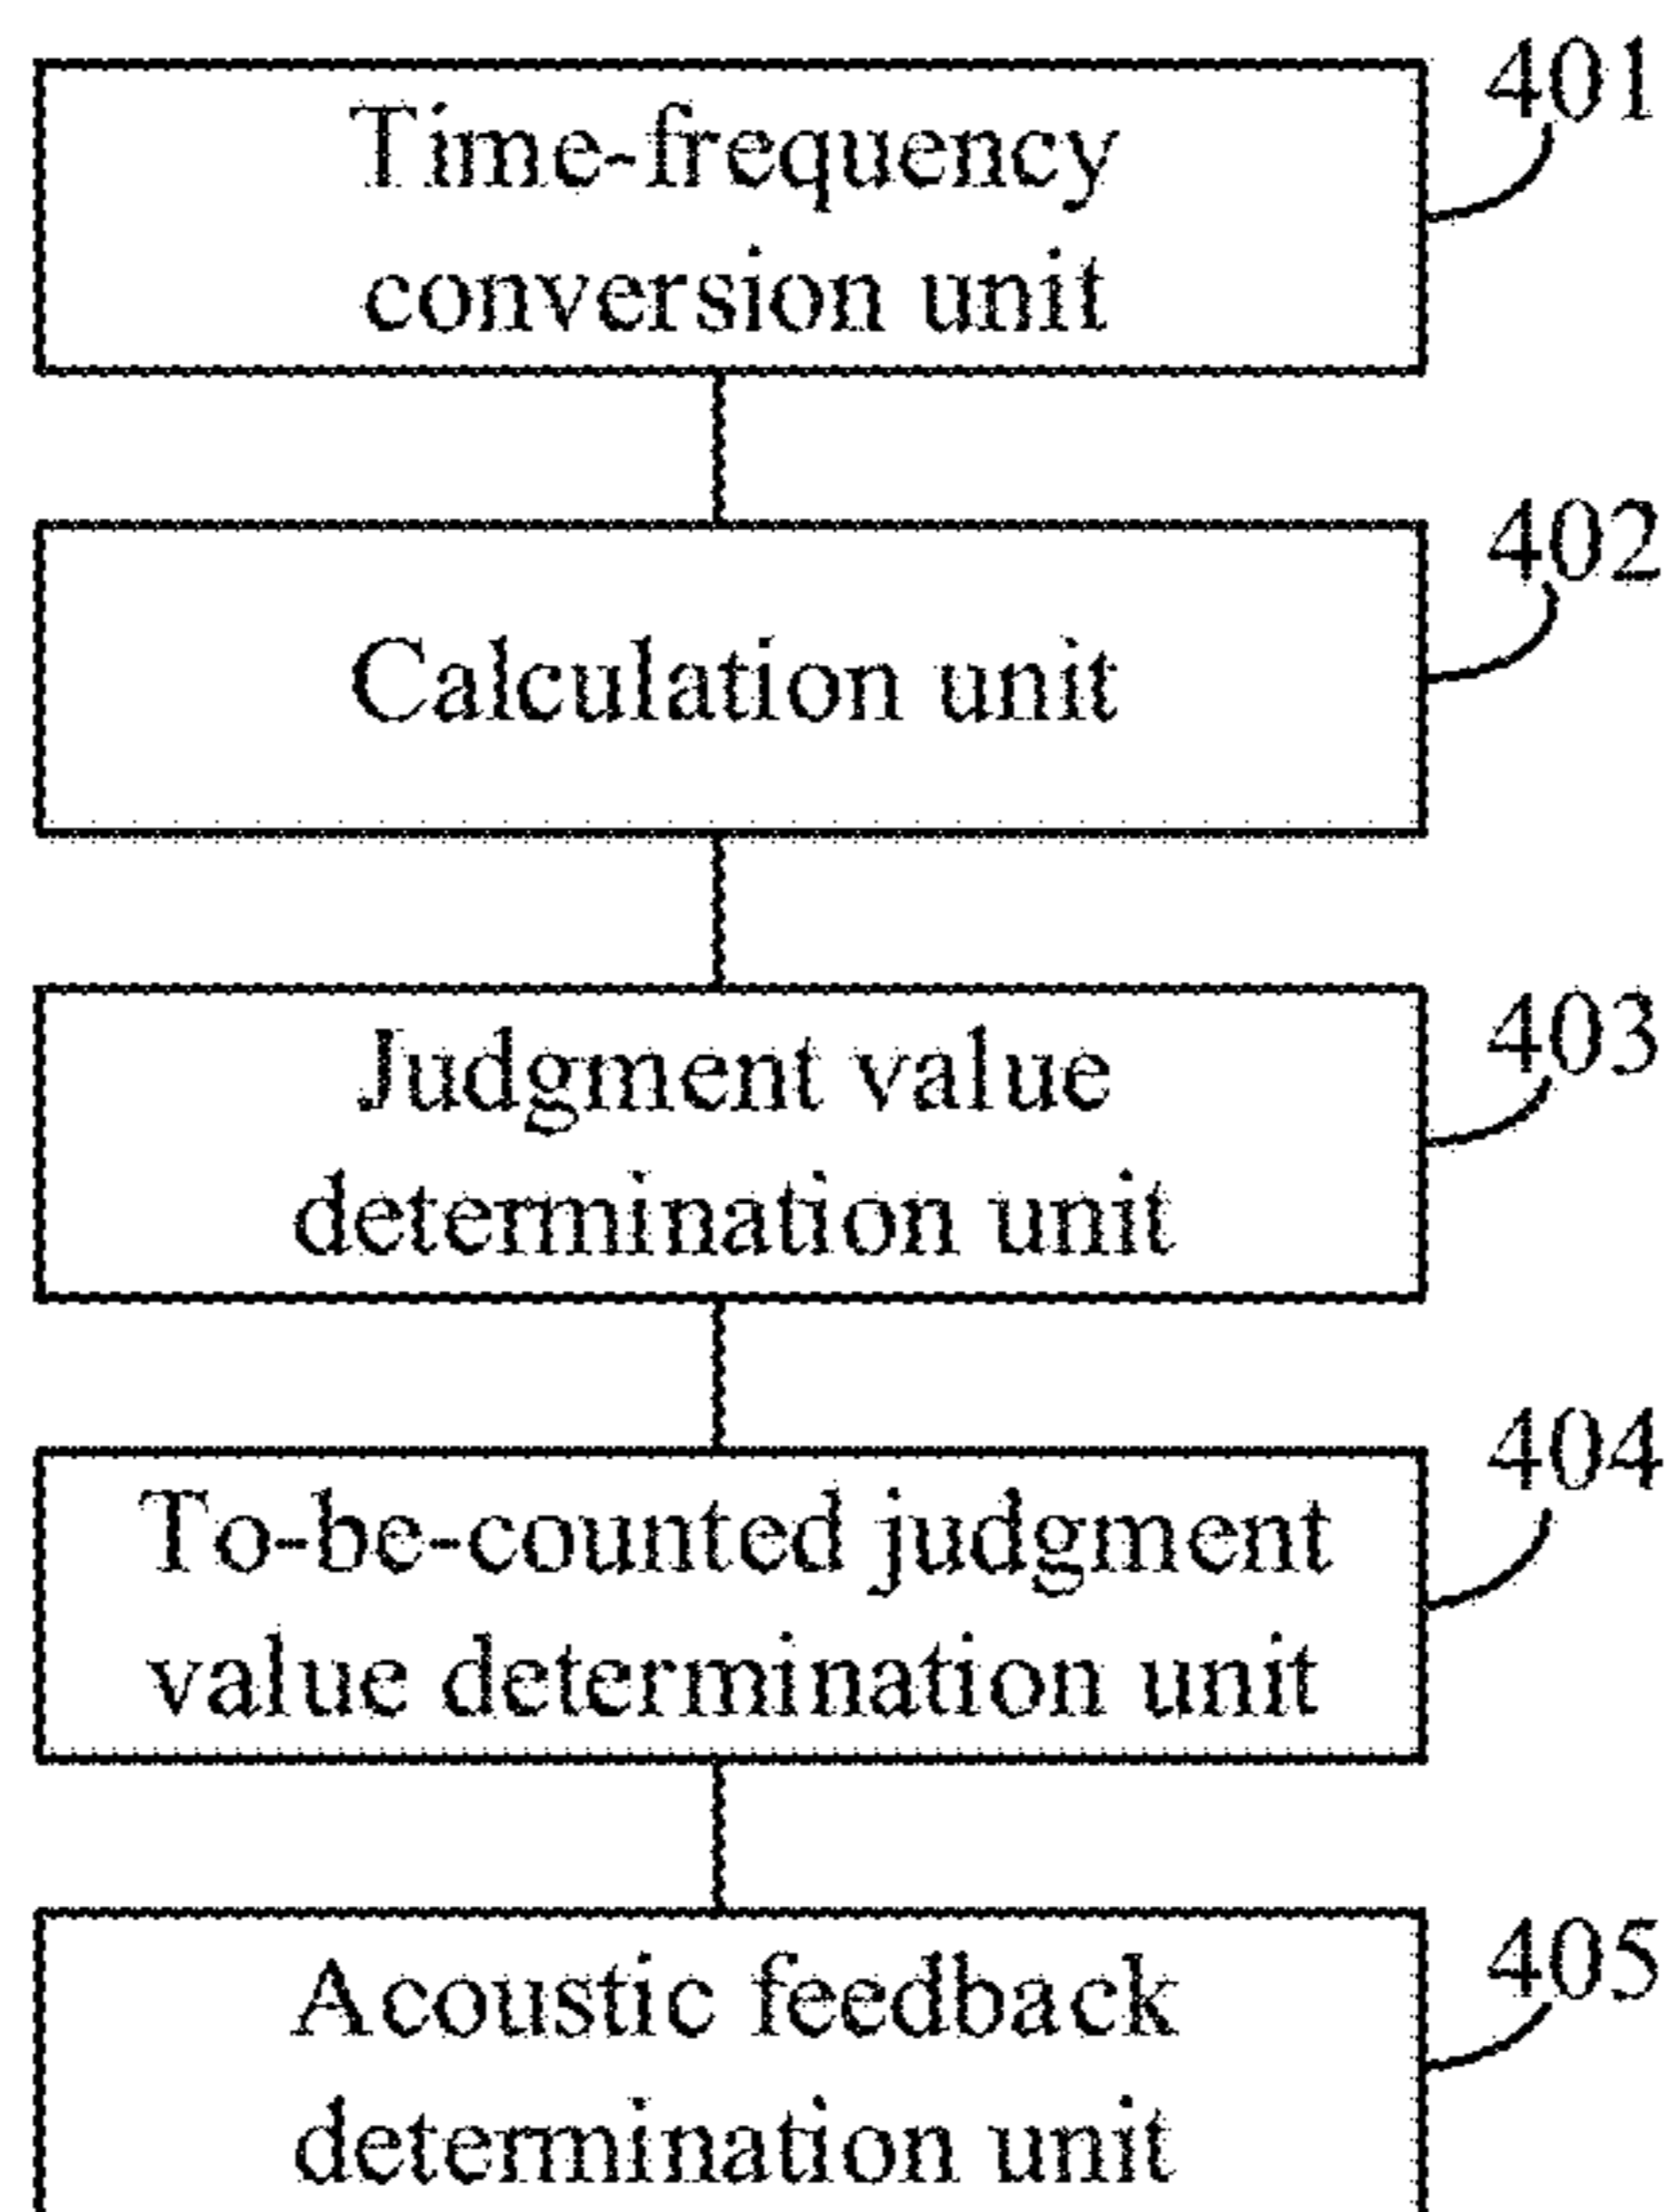 401
Time-frequency
conversion unit
402
Calculation unit
403
Judgment value
determination unit
404
To-be-counted judgment
value determination unit
405
Acoustic feedback
determination unit